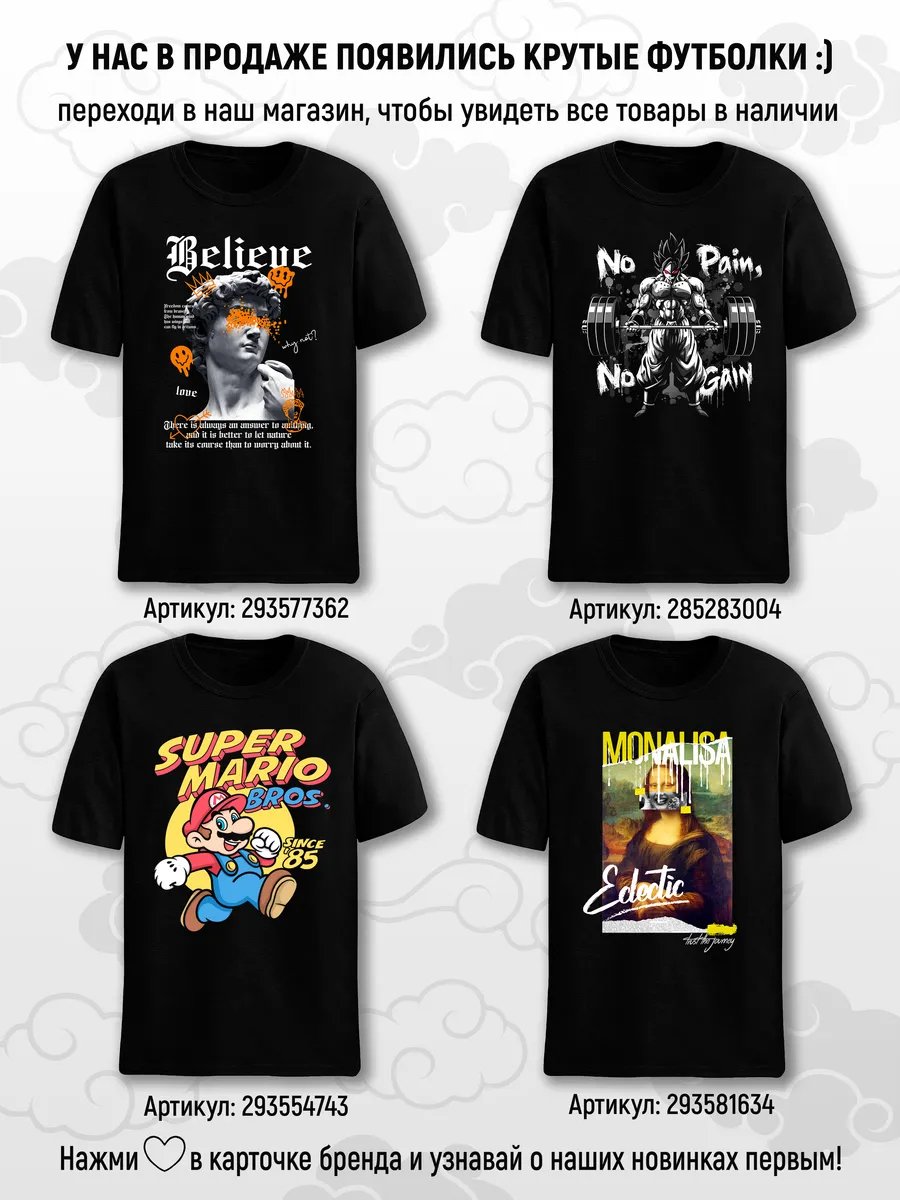 У НАС В ПРОДАЖЕ ПОЯВИЛИСЬ КРУТЫЕ ФУТБОЛКИ :)
переходи в наш магазин, чтобы увидеть все товары в наличии
Believe
why not?
love
There is always an answer to
and it is better to let nature
take its course than to worry about it.
Артикул: 293577362
No Pain,
No GaiN
Артикул: 285283004
SUPER
MARIO
BROS.
SINCE
'85
Артикул: 293554743
MONALISA
Eclectic
Артикул: 293581634
Нажми в карточке бренда и узнавай о наших новинках первым!